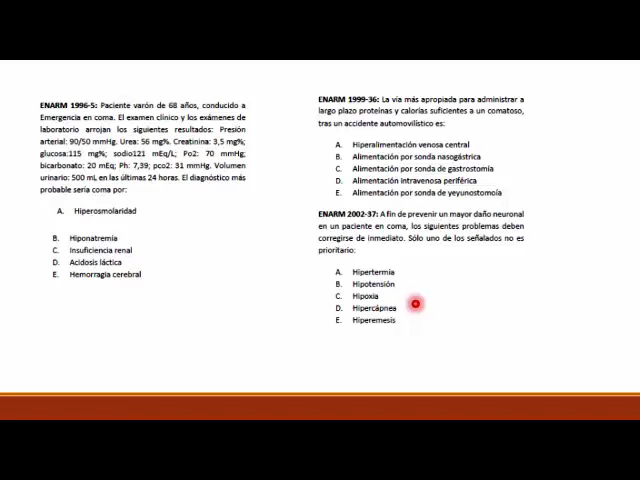 ENARM 1996-5: Paciente varón de 68 años, conducido a
Emergencia en coma. El examen clínico y los exámenes de
laboratorio arrojan los siguientes resultados: Presión
arterial: 90/50 mmHg. Urea: 56 mg%. Creatinina: 3,5 mg%;
glucosa:115 mg%; sodio121 mEq/L; Po2: 70 mmHg;
bicarbonato: 20 mEq; Ph: 7,39; pco2: 31 mmHg. Volumen
urinario: 500 mL en las últimas 24 horas. El diagnóstico más
probable sería coma por:
A. Hiperosmolaridad
B. Hiponatremia
C. Insuficiencia renal
D. Acidosis láctica
E. Hemorragia cerebral
ENARM 1999-36: La vía más apropiada para administrar a
largo plazo proteínas y calorías suficientes a un comatoso,
tras un accidente automovilístico es:
A. Hiperalimentación venosa central
B. Alimentación por sonda nasogástrica
C. Alimentación por sonda de gastrostomía
D. Alimentación intravenosa periférica
E. Alimentación por sonda de yeyunostomoía
ENARM 2002-37: A fin de prevenir un mayor daño neuronal
en un paciente en coma, los siguientes problemas deben
corregirse de inmediato. Sólo uno de los señalados no es
prioritario:
A. Hipertermia
B. Hipotensión
C. Hipoxia
D. Hipercápnea
E. Hiperemesis